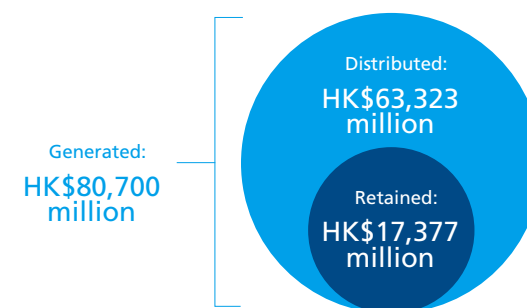 Generated:
HK$80,700
million
Distributed:
HK$63,323
million
Retained:
HK$17,377
million